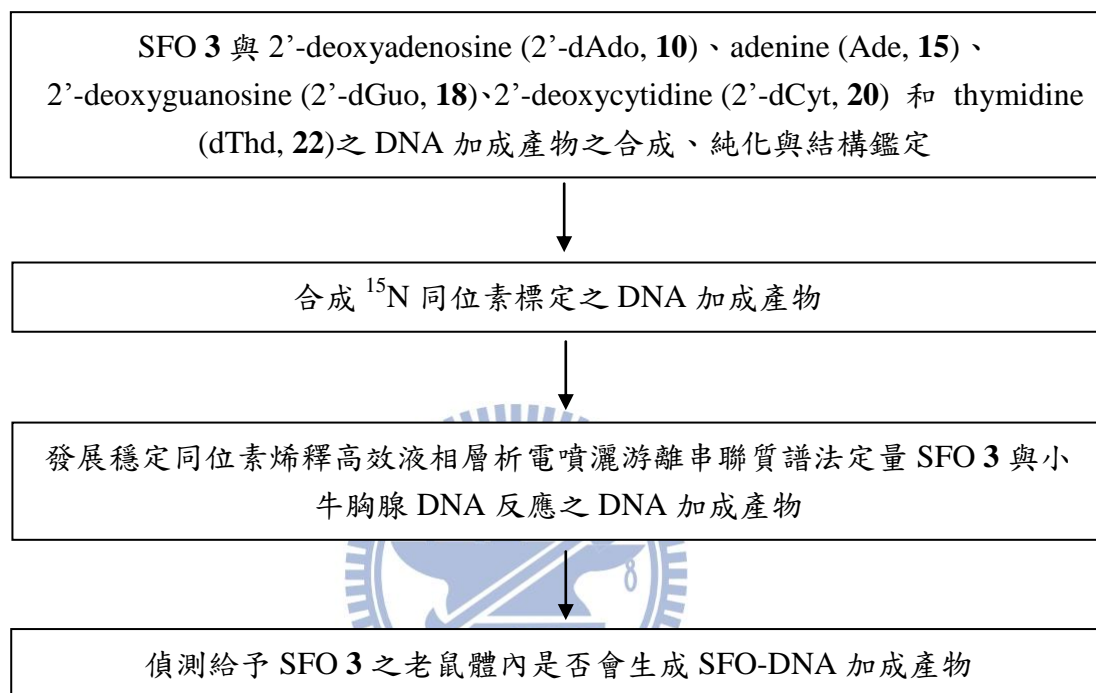 SFO 3 與 2’-deoxyadenosine (2’-dAdo, 10)、adenine (Ade, 15)、
2’-deoxyguanosine (2’-dGuo, 18)、2’-deoxycytidine (2’-dCyt, 20) 和 thymidine
(dThd, 22)之 DNA 加成產物之合成、純化與結構鑑定
合成 ¹⁵N 同位素標定之 DNA 加成產物
發展穩定同位素烯釋高效液相層析電噴灑游離串聯質譜法定量 SFO 3 與小
牛胸腺 DNA 反應之 DNA 加成產物
8
偵測給予 SFO 3 之老鼠體內是否會生成 SFO-DNA 加成產物